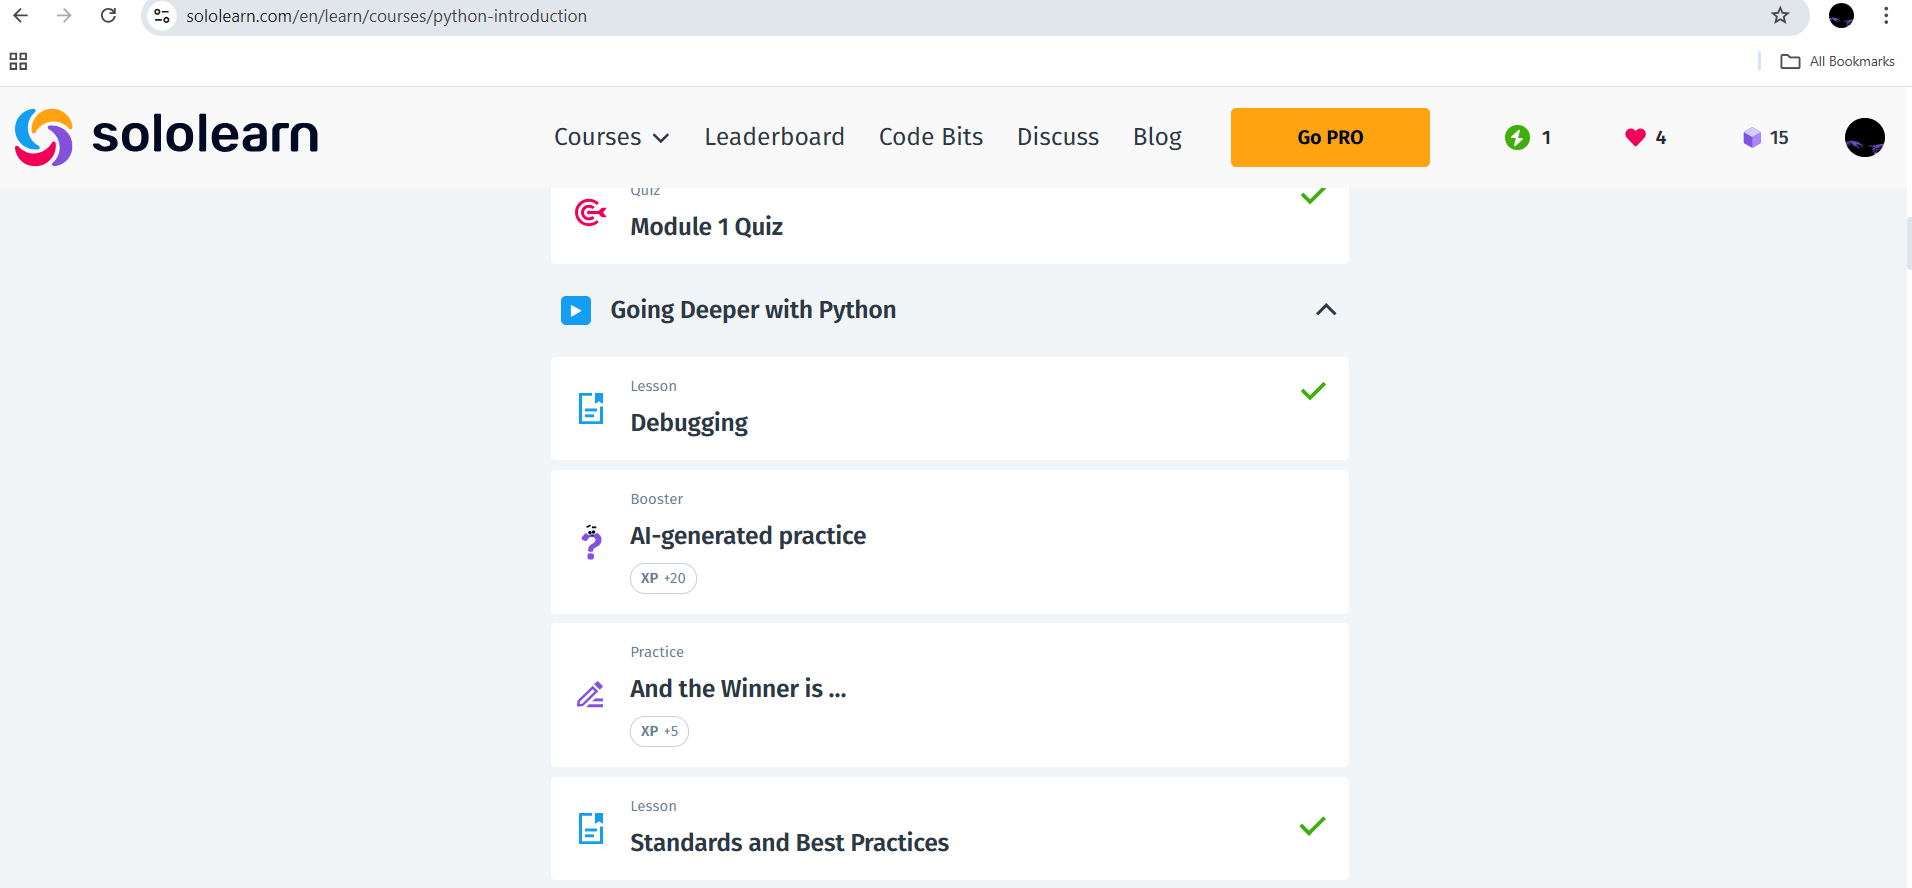 sololearn.com/en/learn/courses/python-introduction
All Bookmarks
sololearn
Courses
Leaderboard
Code Bits
Discuss
Blog
Go PRO
1
4
15
Quiz
Module 1 Quiz
Going Deeper with Python
Lesson
Debugging
Booster
AI-generated practice
XP +20
Practice
And the Winner is ...
XP +5
Lesson
Standards and Best Practices